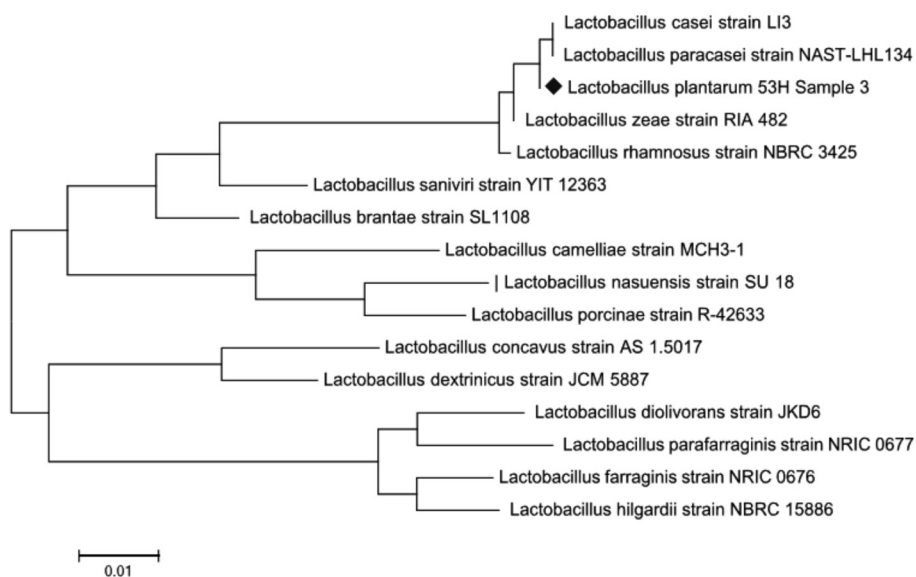 Lactobacillus casei strain LI3
Lactobacillus paracasei strain NAST-LHL134
Lactobacillus plantarum 53H Sample 3
Lactobacillus zeae strain RIA 482
Lactobacillus rhamnosus strain NBRC 3425
Lactobacillus saniviri strain YIT 12363
Lactobacillus brantae strain SL1108
Lactobacillus camelliae strain MCH3-1
| Lactobacillus nasuensis strain SU 18
Lactobacillus porcinae strain R-42633
Lactobacillus concavus strain AS 1.5017
Lactobacillus dextrinicus strain JCM 5887
Lactobacillus diolivorans strain JKD6
Lactobacillus parafarraginis strain NRIC 0677
Lactobacillus farraginis strain NRIC 0676
Lactobacillus hilgardii strain NBRC 15886
0.01